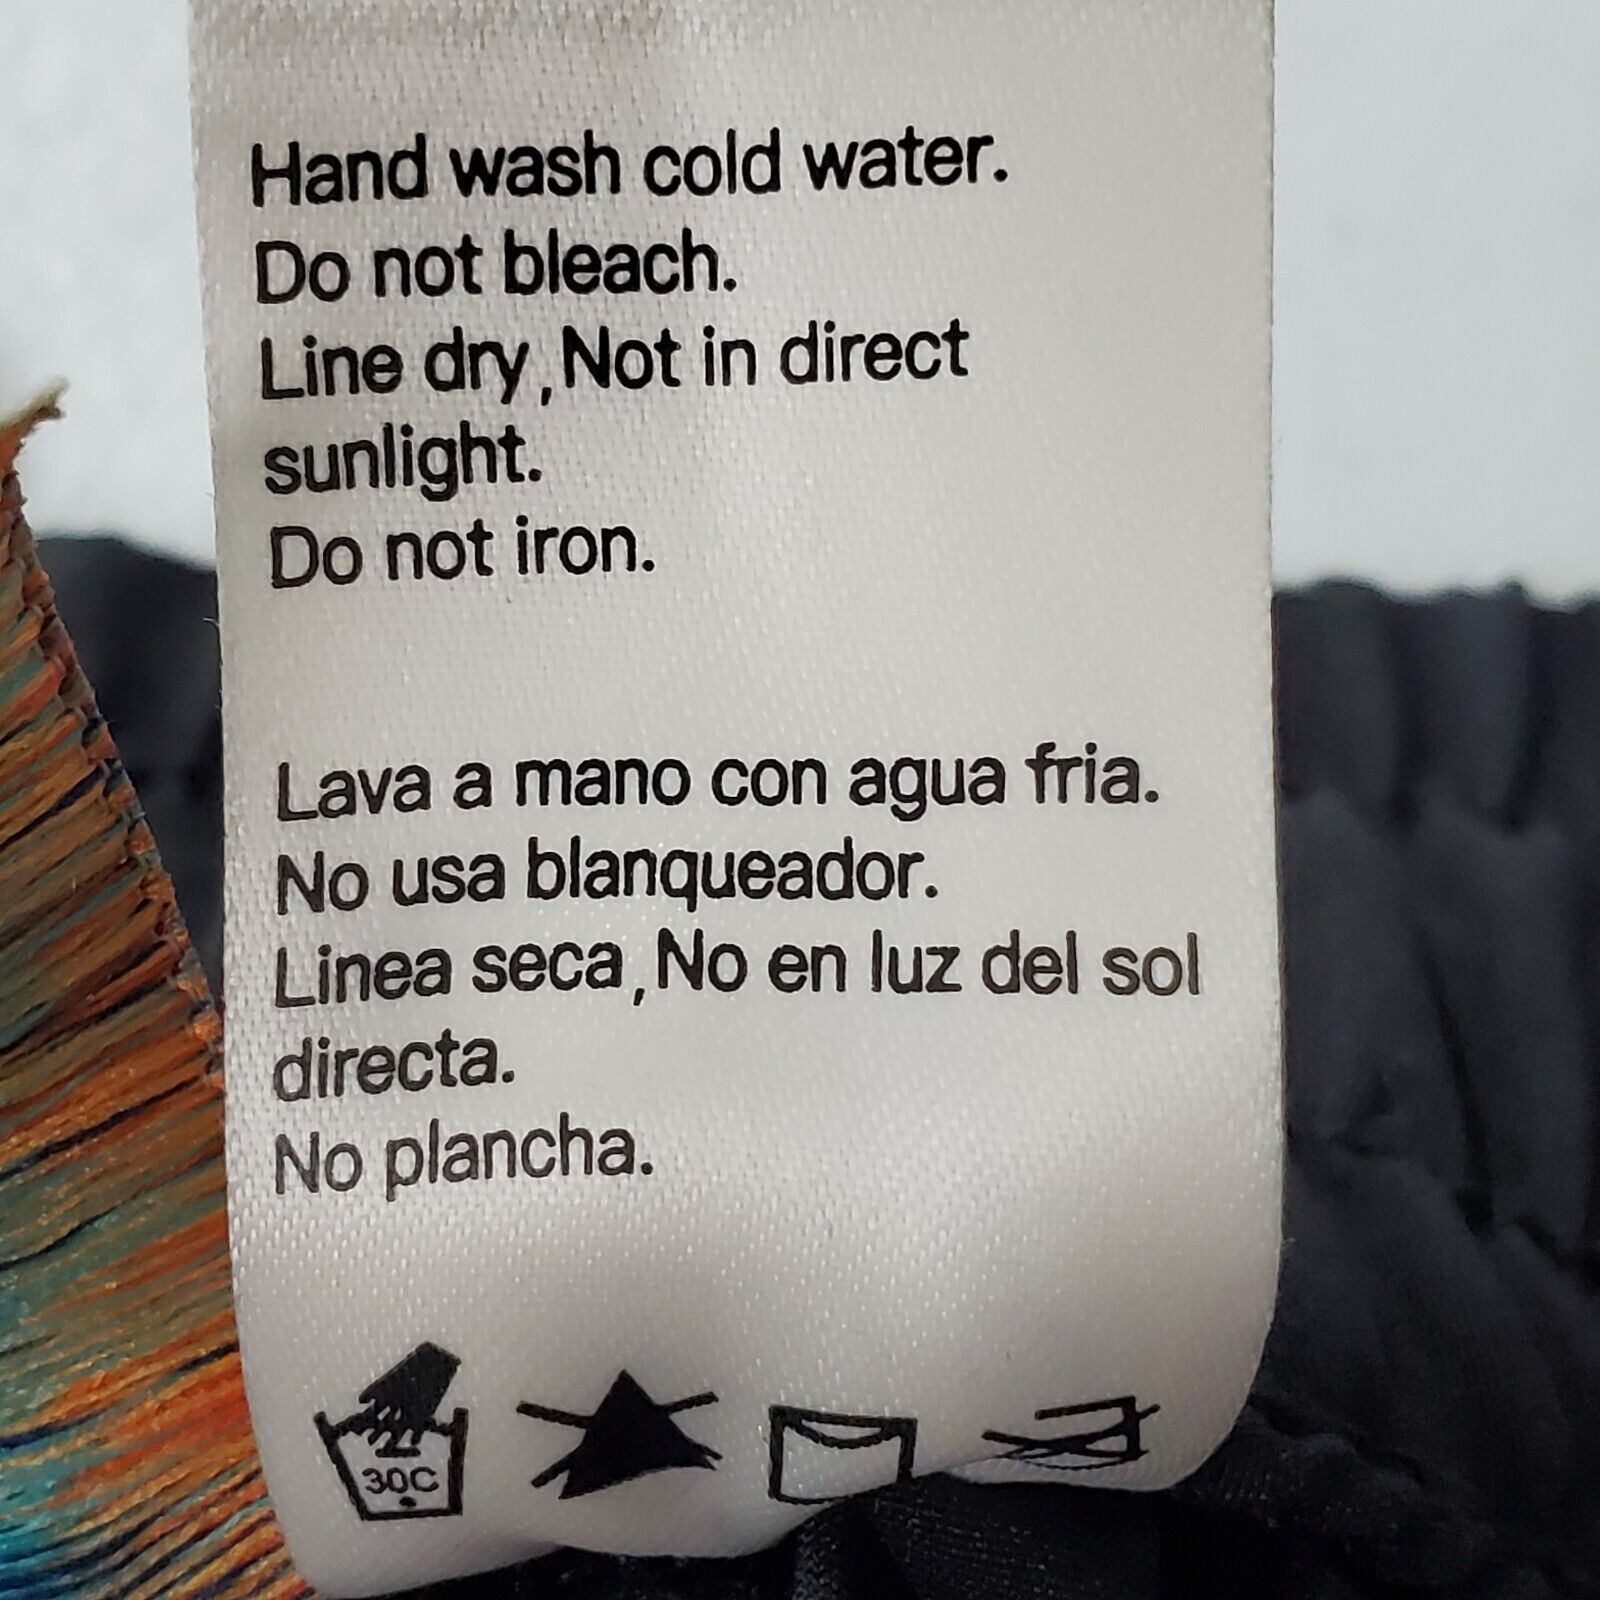 Hand wash cold water.
Do not bleach.
Line dry,Not in direct
sunlight.
Do not iron.
Lava a mano con agua fria.
No usa blanqueador.
Linea seca,No en luz del sol
directa.
No plancha.
30C